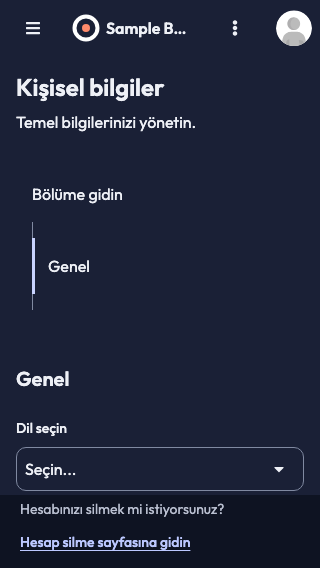 Sample B...
Kişisel bilgiler
Temel bilgilerinizi yönetin.
Bölüme gidin
Genel
Genel
Dil seçin
Seçin...
Hesabınızı silmek mi istiyorsunuz?
Hesap silme sayfasına gidin